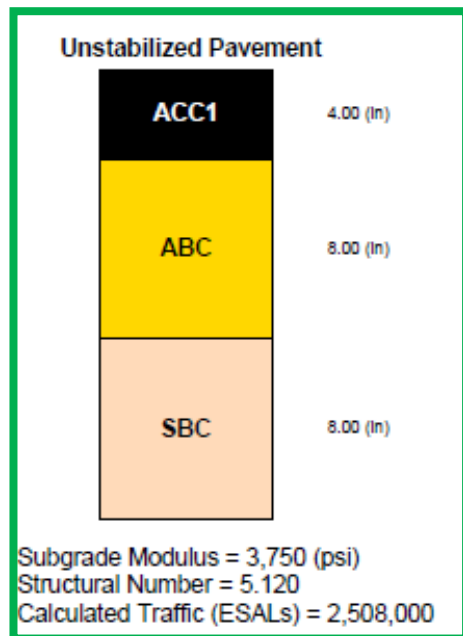 Unstabilized Pavement
ACC1 4.00 (in)
ABC 8.00 (in)
SBC 8.00 (in)
Subgrade Modulus = 3,750 (psi)
Structural Number = 5.120
Calculated Traffic (ESALs) = 2,508,000